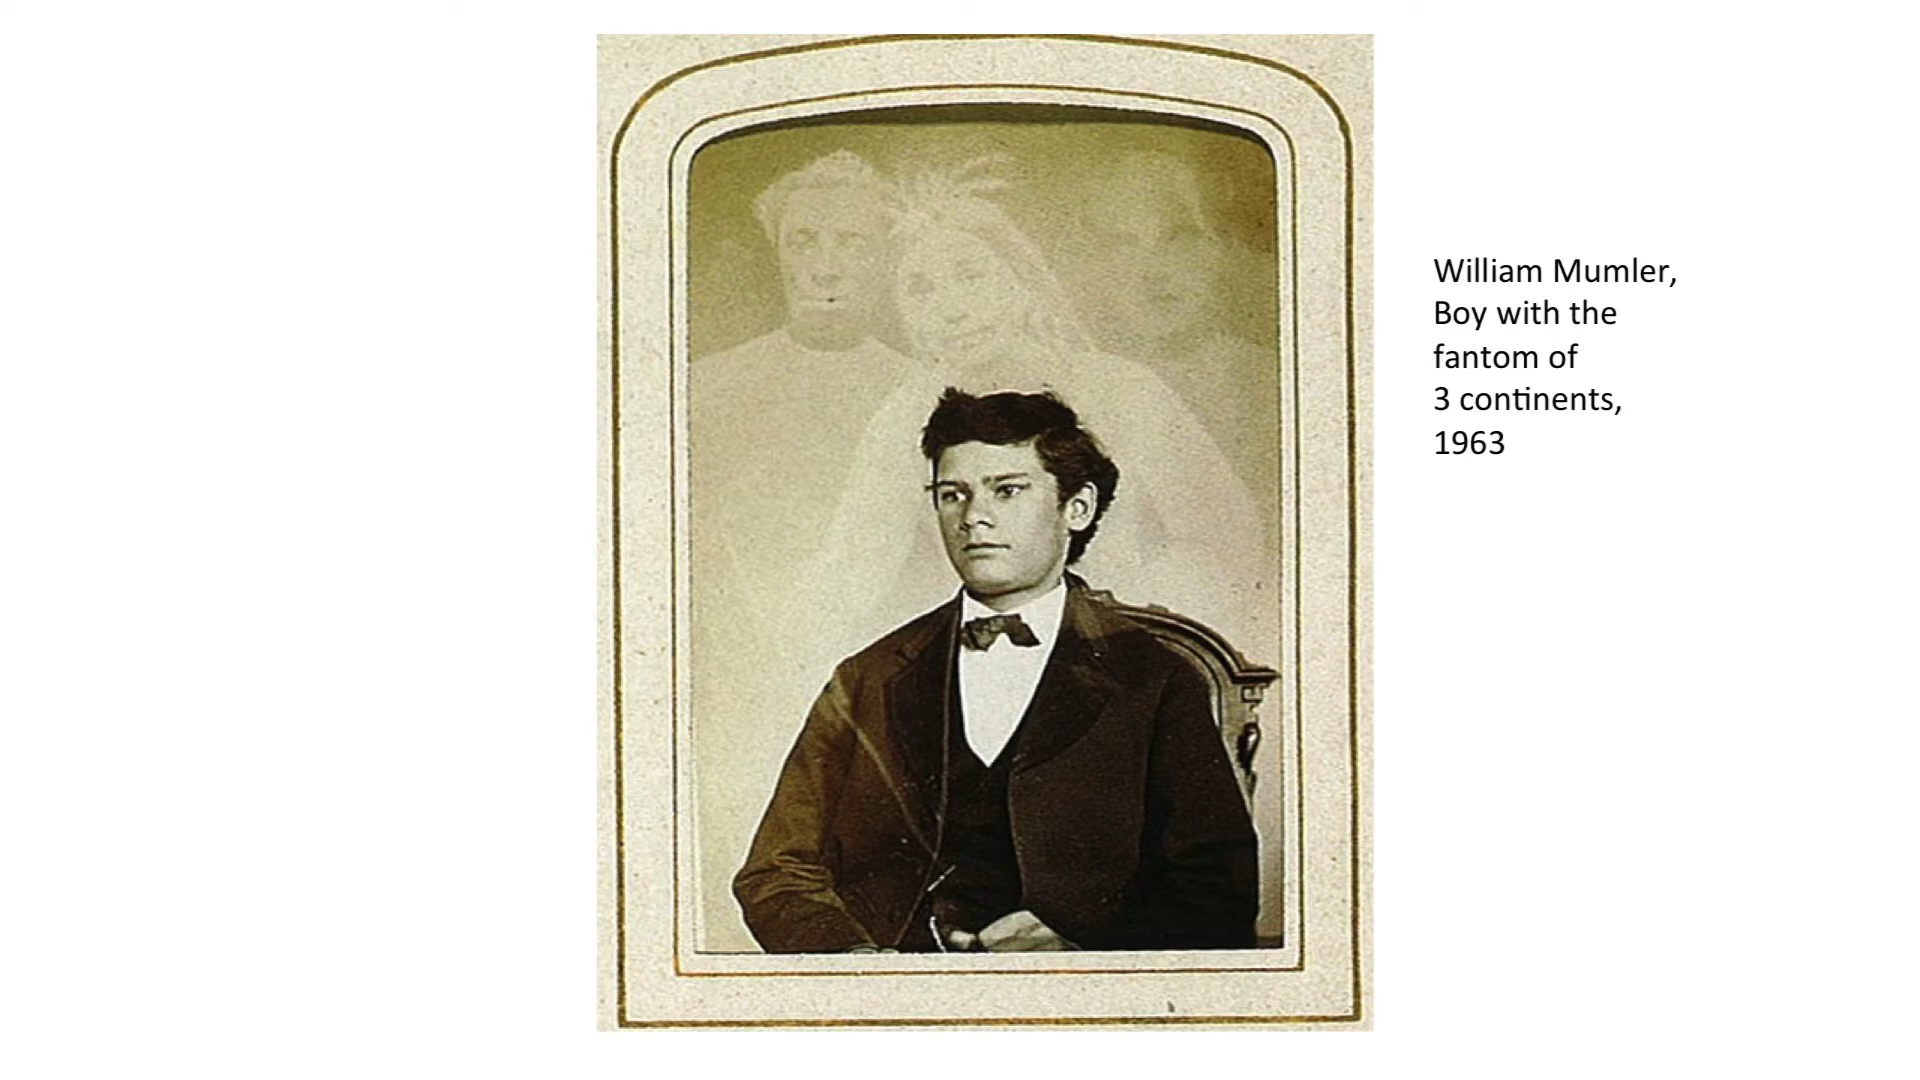 William Mumler,
Boy with the
fantom of
3 continents,
1963